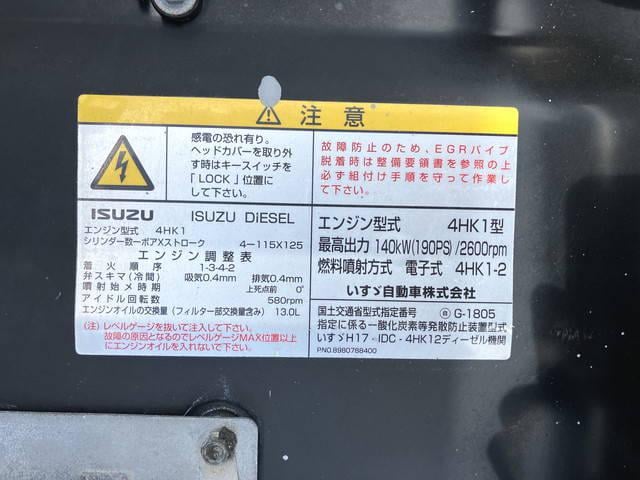 注意
感電の恐れ有り。
ヘッドカバーを取り外
す時はキースイッチを
「LOCK」位置に
して下さい。
故障防止のため、EGRパイプ
脱着時は整備要領書を参照の上
必ず組付け手順を守って作業し
て下さい。
ISUZU ISUZU DIESEL
エンジン型式 4HK1
シリンダー数ーボアXストローク 4-115X125
エンジン調整表
着火順序 1-3-4-2
弁スキマ(冷間) 吸気0.4mm 排気0.4mm
噴射始メ時期 上死点前 0°
アイドル回転数 580rpm
エンジンオイルの交換量(フィルター部交換量含み) 13.0L
(注)レベルゲージを抜いて注入して下さい。
故障の原因となるのでレベルゲージMAX位置以上
にエンジンオイルを入れないで下さい。
エンジン型式 4HK1型
最高出力 140kW(190PS)/2600rpm
燃料噴射方式 電子式 4HK1-2
いすゞ自動車株式会社
国土交通省型式指定番号 G-1805
指定に係る一酸化炭素等発散防止装置型式
いすゞH17・IDC-4HK12ディーゼル機関
PNO.8980788400